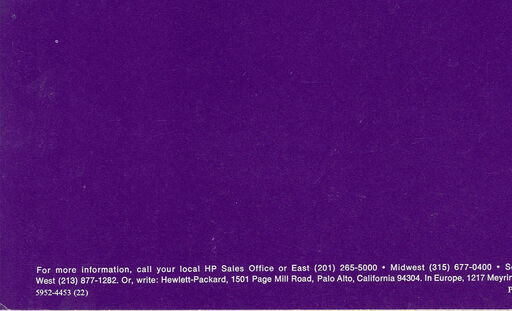 For more information, call your local HP Sales Office or East (201) 265-5000 • Midwest (315) 677-0400 •
West (213) 877-1282. Or, write: Hewlett-Packard, 1501 Page Mill Road, Palo Alto, California 94304. In Europe, 1217
5952-4453 (22)